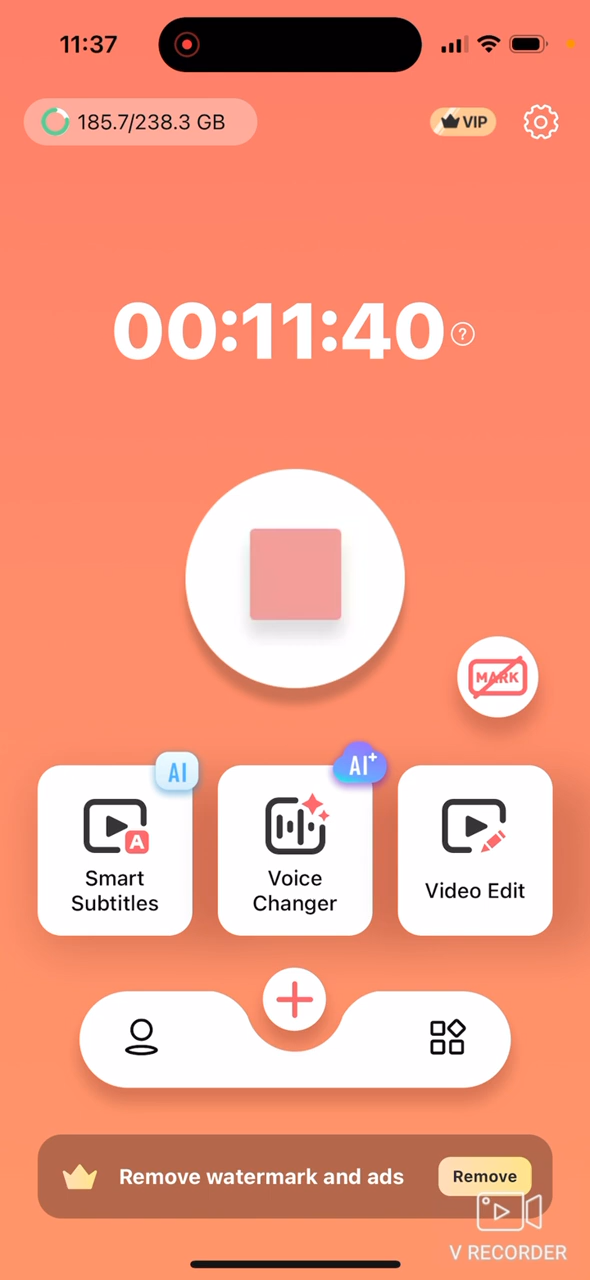 11:37
185.7/238.3 GB
VIP
00:11:40
?
MARK
AI
AI+
A
Smart
Subtitles
Voice
Changer
Video Edit
Remove watermark and ads
Remove
V RECORDER